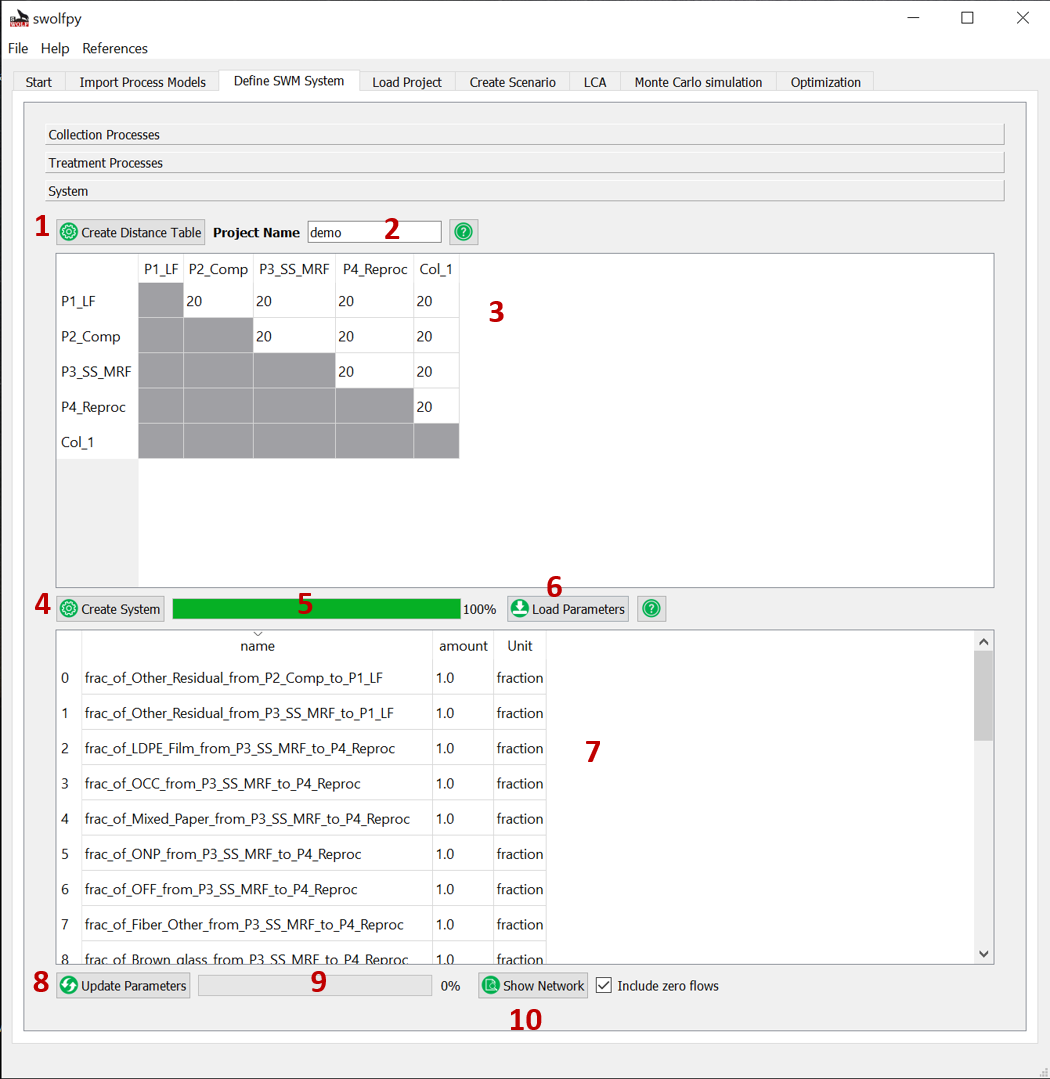 swolfpy
File Help References
Start Import Process Models Define SWM System Load Project Create Scenario LCA Monte Carlo simulation Optimization
Collection Processes
Treatment Processes
System
1 Create Distance Table Project Name demo 2 ?
P1_LF P2_Comp P3_SS_MRF P4_Reproc Col_1
P1_LF 20 20 20 20
3
P2_Comp 20 20 20
P3_SS_MRF 20 20
P4_Reproc 20
Col_1
4 Create System 5 100% 6 Load Parameters ?
name amount Unit
0 frac_of_Other_Residual_from_P2_Comp_to_P1_LF 1.0 fraction
1 frac_of_Other_Residual_from_P3_SS_MRF_to_P1_LF 1.0 fraction
2 frac_of_LDPE_Film_from_P3_SS_MRF_to_P4_Reproc 1.0 fraction
7
3 frac_of_OCC_from_P3_SS_MRF_to_P4_Reproc 1.0 fraction
4 frac_of_Mixed_Paper_from_P3_SS_MRF_to_P4_Reproc 1.0 fraction
5 frac_of_ONP_from_P3_SS_MRF_to_P4_Reproc 1.0 fraction
6 frac_of_OFF_from_P3_SS_MRF_to_P4_Reproc 1.0 fraction
7 frac_of_Fiber_Other_from_P3_SS_MRF_to_P4_Reproc 1.0 fraction
8 frac_of_Brown_glass_from_P3_SS_MRF_to_P4_Reproc 1.0 fraction
8 Update Parameters 9 0% Show Network Include zero flows
10